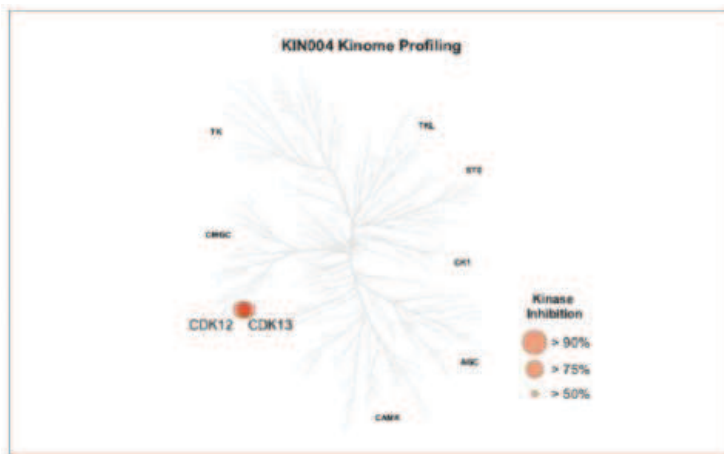 KIN004 Kinome Profiling
TK
TKL
STE
CMGC
CK1
CDK12 CDK13
AGC
CAMK
Kinase
Inhibition
> 90%
> 75%
> 50%